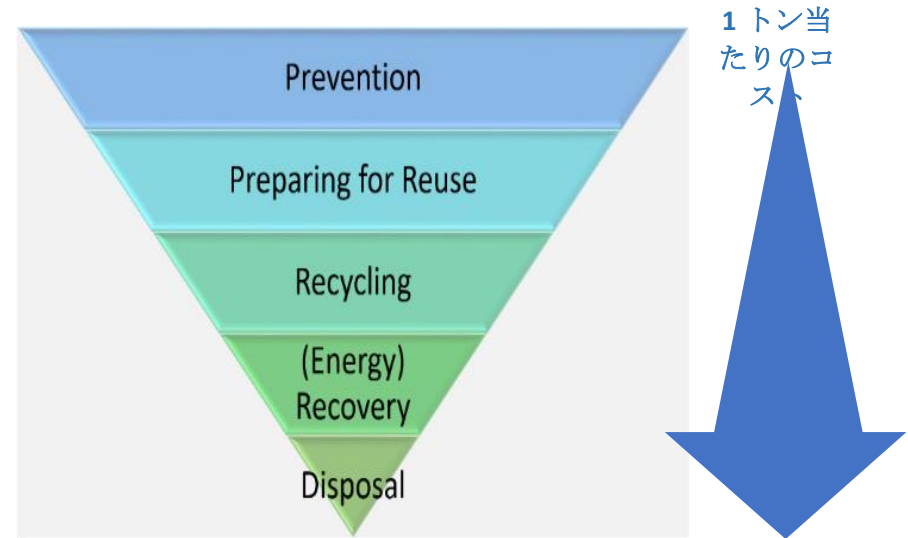 Prevention
Preparing for Reuse
Recycling
(Energy)
Recovery
Disposal
1 トン当
たりのコ
スト